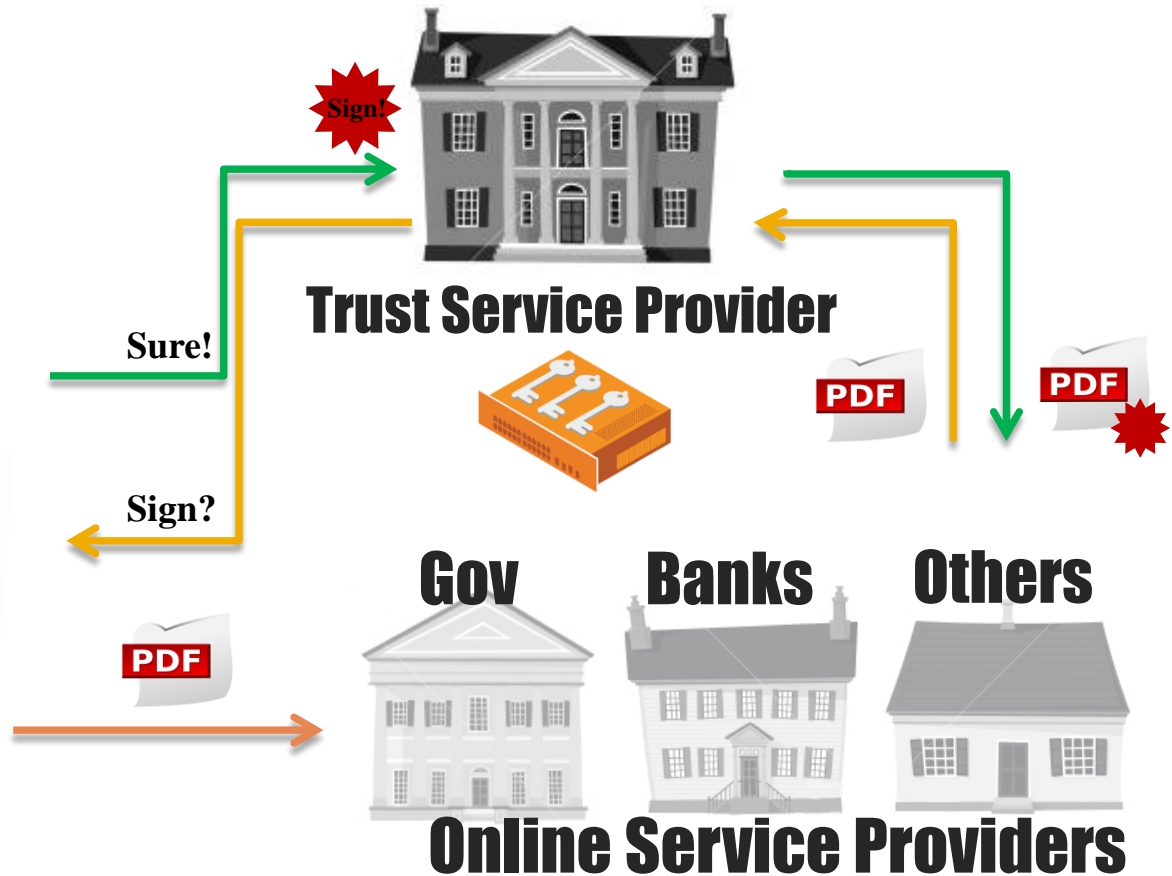 Sign!
Trust Service Provider
Sure!
PDF
PDF
Sign?
Gov
Banks
Others
PDF
Online Service Providers